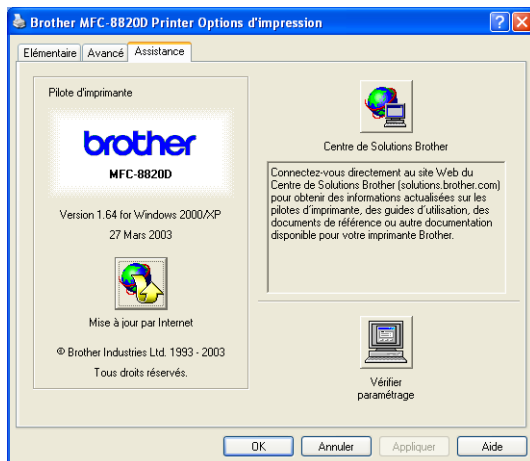 Brother MFC-8820D Printer Options d'impression
Elémentaire
Avancé
Assistance
Pilote d'imprimante
brother
MFC-8820D
Version 1.64 for Windows 2000/XP
27 Mars 2003
Mise à jour par Internet
© Brother Industries Ltd. 1993 - 2003
Tous droits réservés.
Centre de Solutions Brother
Connectez-vous directement au site Web du
Centre de Solutions Brother (solutions.brother.com)
pour obtenir des informations actualisées sur les
pilotes d'imprimante, des guides d'utilisation, des
documents de référence ou autre documentation
disponible pour votre imprimante Brother.
Vérifier
paramétrage
OK
Annuler
Appliquer
Aide